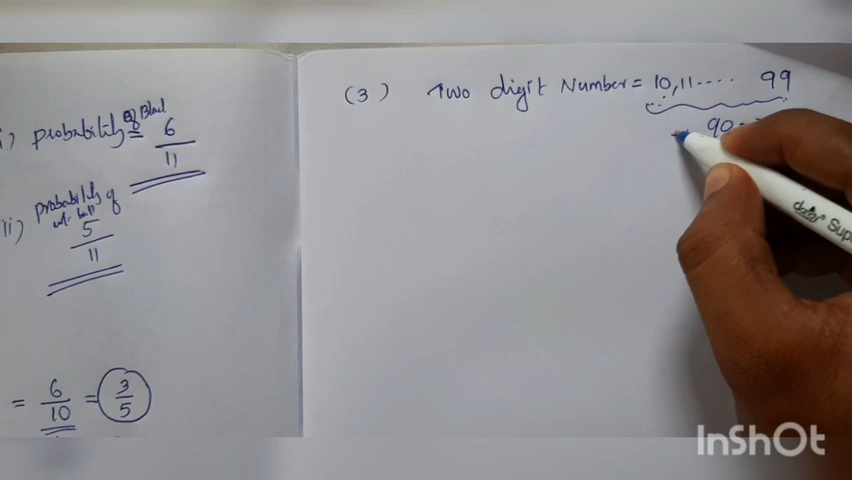 i) probability of Black
6
11
ii) probability of
5
11
= 6/10 = 3/5
(3) Two digit Number = 10, 11 .... 99
90
InShOt